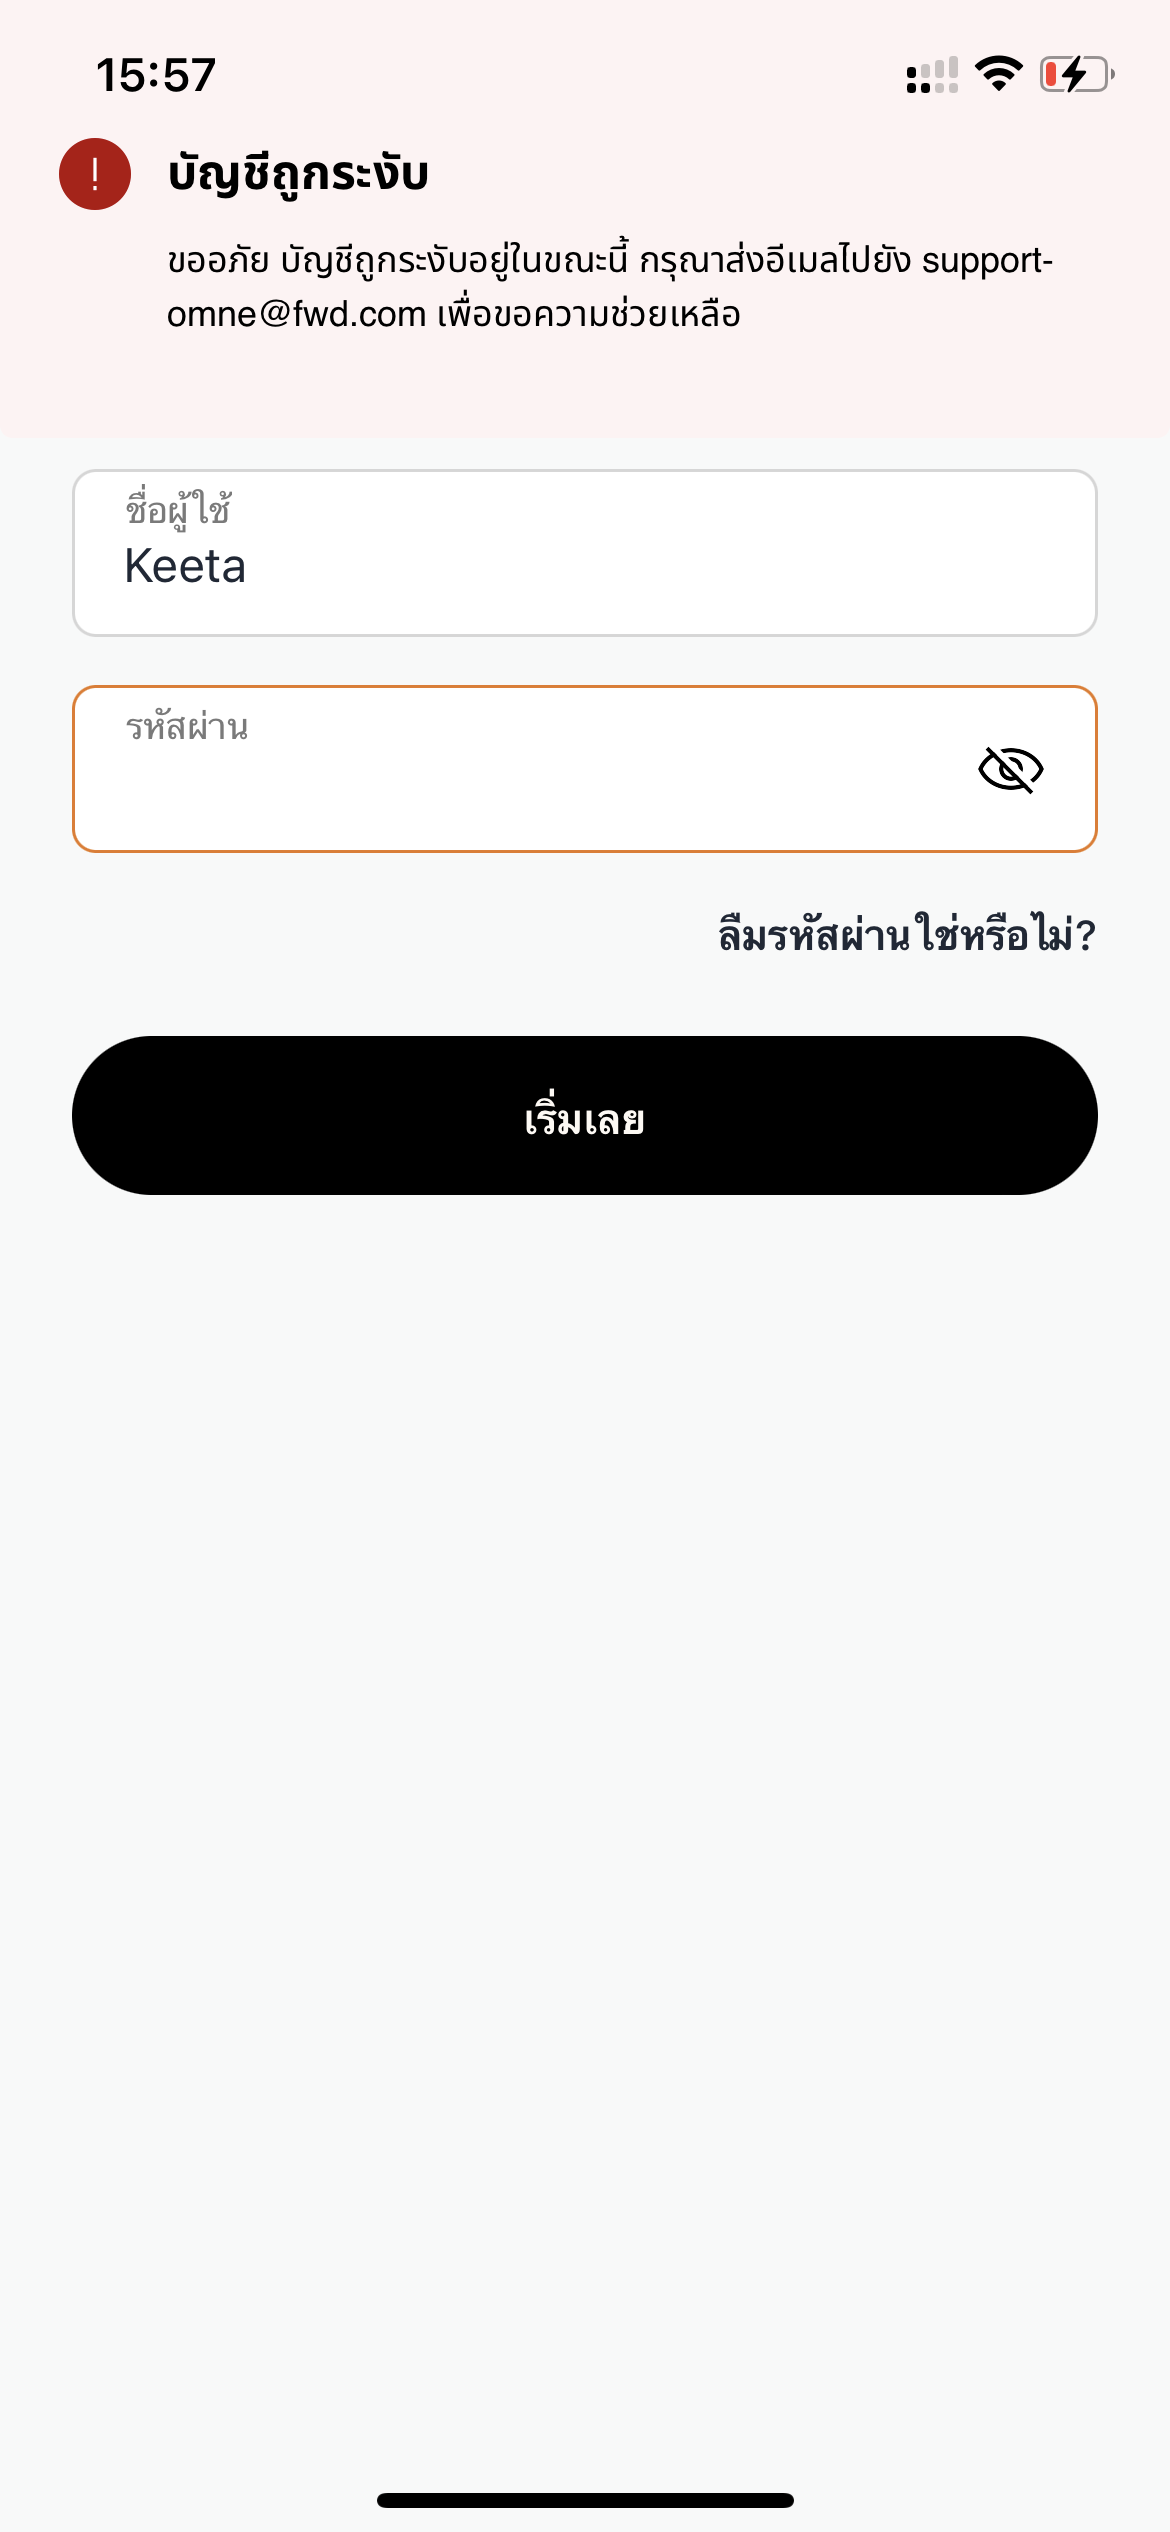 15:57
!
บัญชีถูกระงับ
ขออภัย บัญชีถูกระงับอยู่ในขณะนี้ กรุณาส่งอีเมลไปยัง support-
omne@fwd.com เพื่อขอความช่วยเหลือ
ชื่อผู้ใช้
Keeta
รหัสผ่าน
ลืมรหัสผ่านใช่หรือไม่?
เริ่มเลย